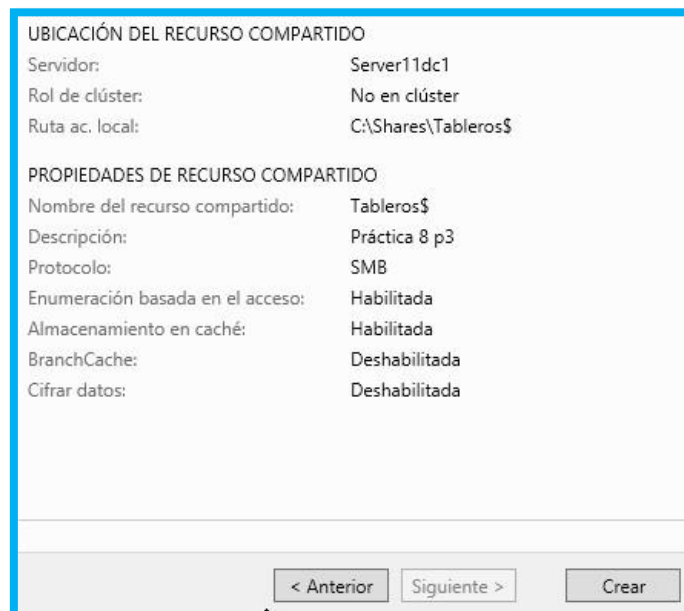 UBICACIÓN DEL RECURSO COMPARTIDO
Servidor: Server11dc1
Rol de clúster: No en clúster
Ruta ac. local: C:\Shares\Tableros$
PROPIEDADES DE RECURSO COMPARTIDO
Nombre del recurso compartido: Tableros$
Descripción: Práctica 8 p3
Protocolo: SMB
Enumeración basada en el acceso: Habilitada
Almacenamiento en caché: Habilitada
BranchCache: Deshabilitada
Cifrar datos: Deshabilitada
< Anterior Siguiente > Crear